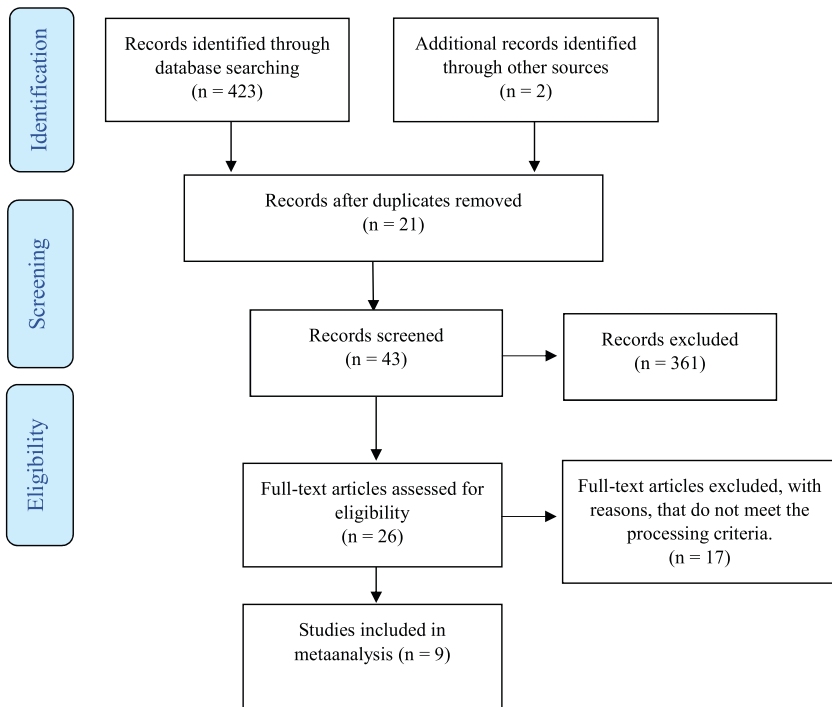 Identification
Records identified through
database searching
(n = 423)
Additional records identified
through other sources
(n = 2)
Records after duplicates removed
(n = 21)
Screening
Records screened
(n = 43)
Records excluded
(n = 361)
Eligibility
Full-text articles assessed for
eligibility
(n = 26)
Full-text articles excluded, with
reasons, that do not meet the
processing criteria.
(n = 17)
Studies included in
metaanalysis (n = 9)